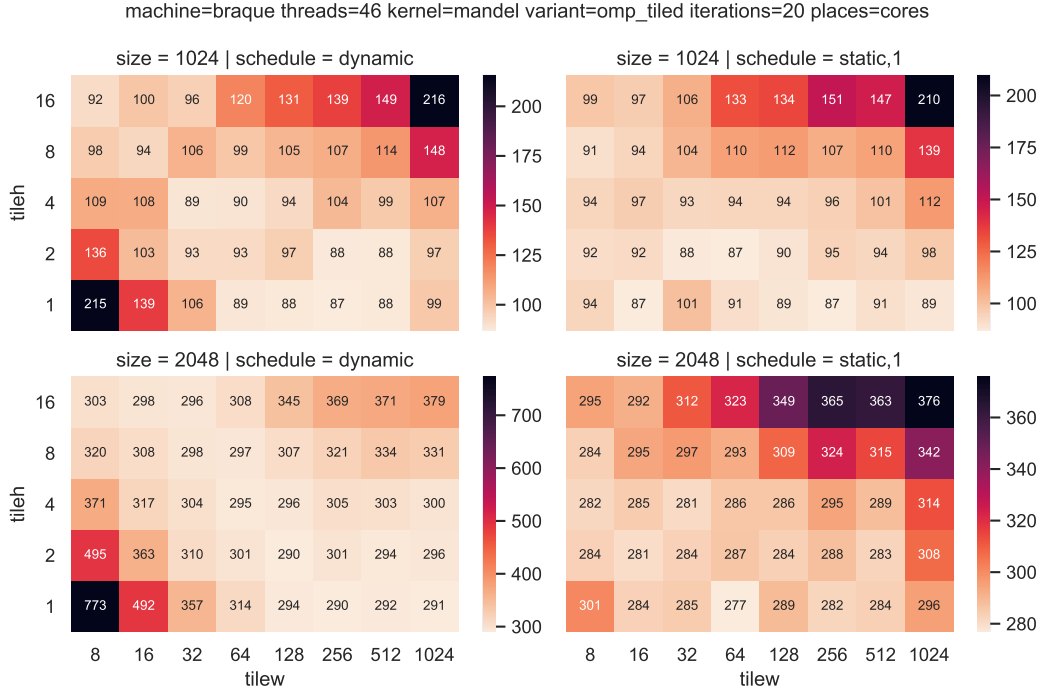 machine=braque threads=46 kernel=mandel variant=omp_tiled iterations=20 places=cores
size = 1024 | schedule = dynamic
size = 1024 | schedule = static,1
tileh
16 92 100 96 120 131 139 149 216
8 98 94 106 99 105 107 114 148
4 109 108 89 90 94 104 99 107
2 136 103 93 93 97 88 88 97
1 215 139 106 89 88 87 88 99
200
175
150
125
100
99 97 106 133 134 151 147 210
91 94 104 110 112 107 110 139
94 97 93 94 94 96 101 112
92 92 88 87 90 95 94 98
94 87 101 91 89 87 91 89
200
175
150
125
100
size = 2048 | schedule = dynamic
size = 2048 | schedule = static,1
tileh
16 303 298 296 308 345 369 371 379
8 320 308 298 297 307 321 334 331
4 371 317 304 295 296 305 303 300
2 495 363 310 301 290 301 294 296
1 773 492 357 314 294 290 292 291
8 16 32 64 128 256 512 1024
tilew
700
600
500
400
300
295 292 312 323 349 365 363 376
284 295 297 293 309 324 315 342
282 285 281 286 286 295 289 314
284 281 284 287 284 288 283 308
301 284 285 277 289 282 284 296
8 16 32 64 128 256 512 1024
tilew
360
340
320
300
280